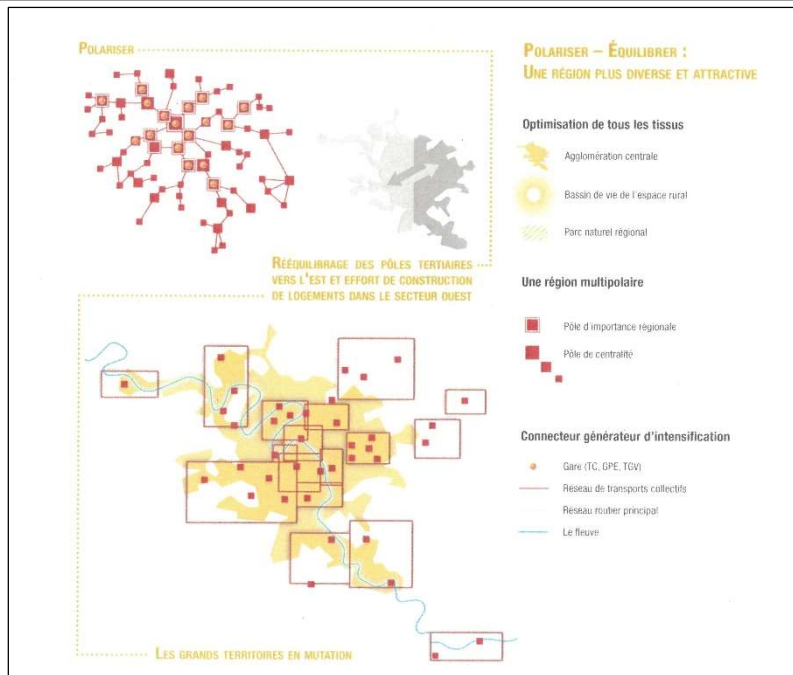 POLARISER
RÉÉQUILIBRAGE DES PÔLES TERTIAIRES
VERS L'EST ET EFFORT DE CONSTRUCTION
DE LOGEMENTS DANS LE SECTEUR OUEST
LES GRANDS TERRITOIRES EN MUTATION
POLARISER – ÉQUILIBRER :
UNE RÉGION PLUS DIVERSE ET ATTRACTIVE
Optimisation de tous les tissus
Agglomération centrale
Bassin de vie de l'espace rural
Parc naturel régional
Une région multipolaire
Pôle d'importance régionale
Pôle de centralité
Connecteur générateur d'intensification
Gare (TC, GPE, TGV)
Réseau de transports collectifs
Réseau routier principal
Le fleuve